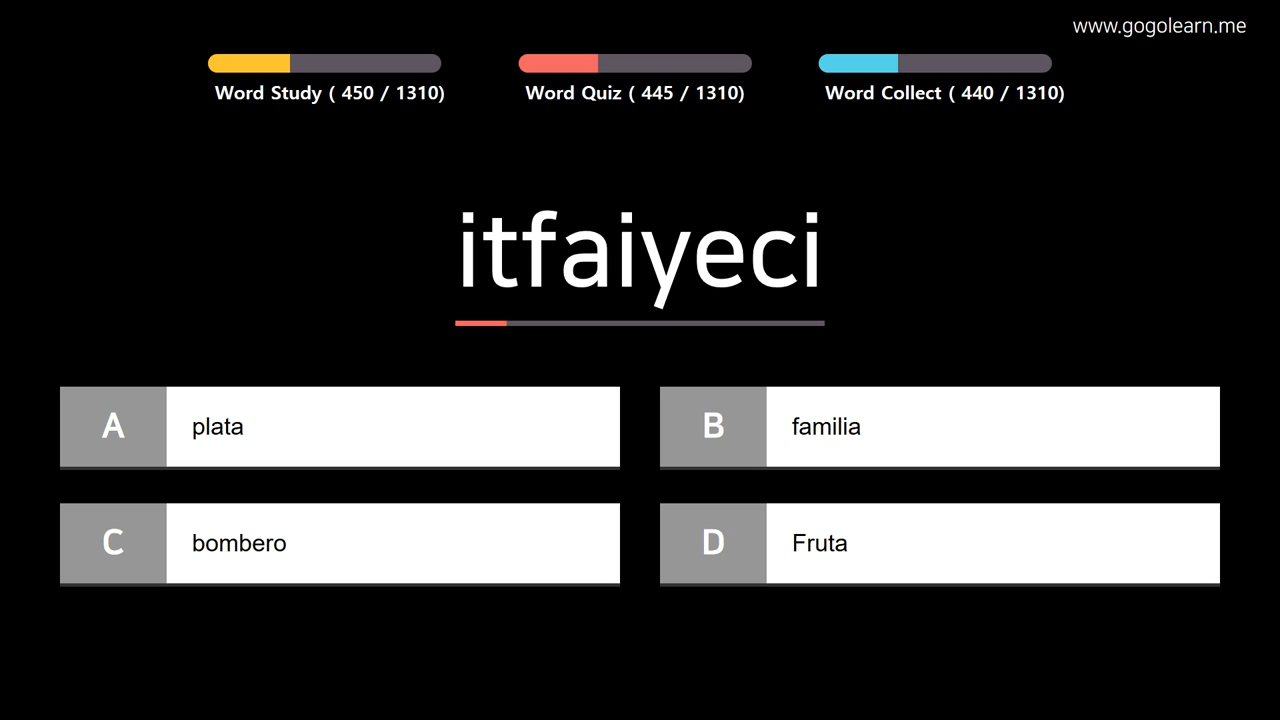 www.gogolearn.me
Word Study ( 450 / 1310)
Word Quiz ( 445 / 1310)
Word Collect ( 440 / 1310)
itfaiyeci
A plata
B familia
C bombero
D Fruta